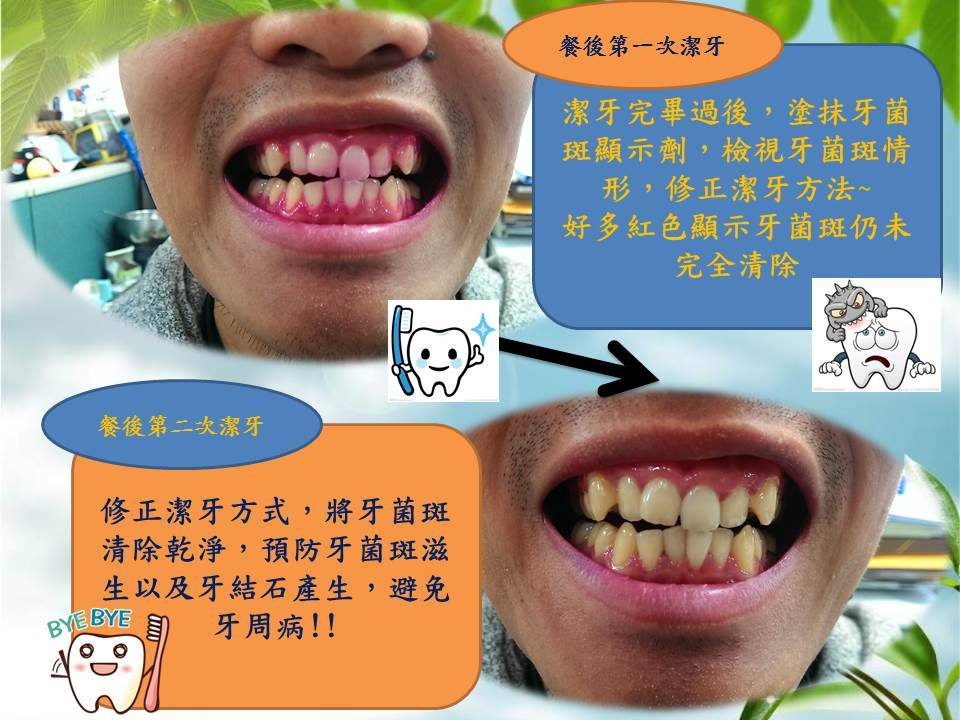 餐後第一次潔牙
潔牙完畢過後，塗抹牙菌
斑顯示劑，檢視牙菌斑情
形，修正潔牙方法~
好多紅色顯示牙菌斑仍未
完全清除
餐後第二次潔牙
修正潔牙方式，將牙菌斑
清除乾淨，預防牙菌斑滋
生以及牙結石產生，避免
牙周病!!
BYE BYE